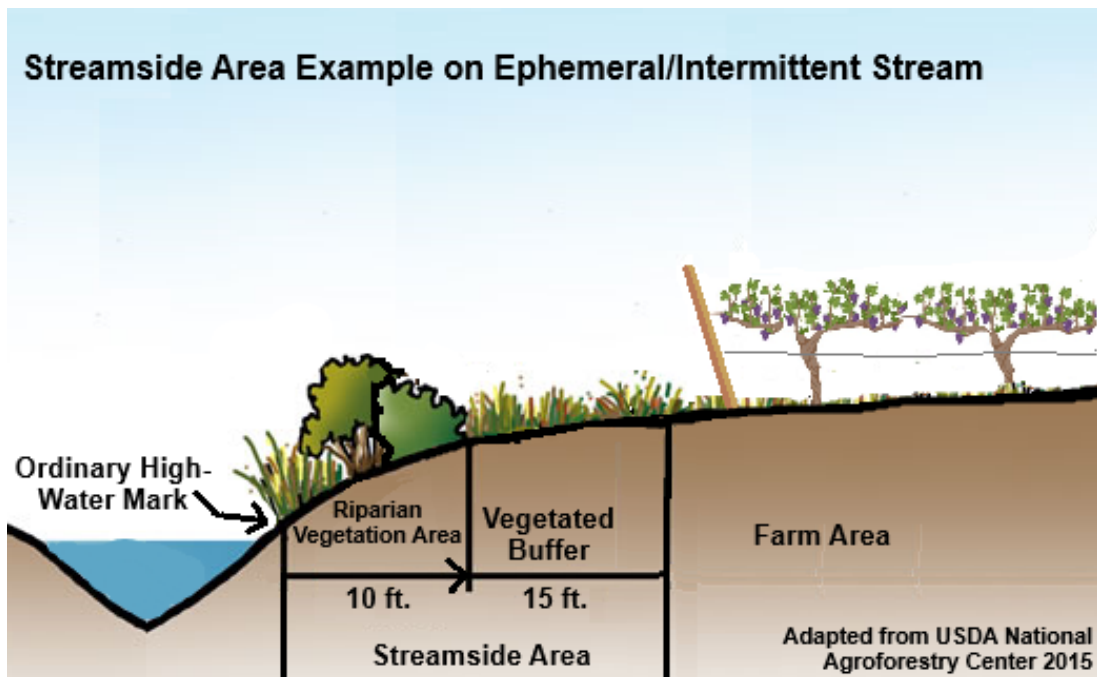 Streamside Area Example on Ephemeral/Intermittent Stream
Ordinary High-
Water Mark
Riparian
Vegetation Area
Vegetated
Buffer
Farm Area
10 ft.
15 ft.
Streamside Area
Adapted from USDA National
Agroforestry Center 2015